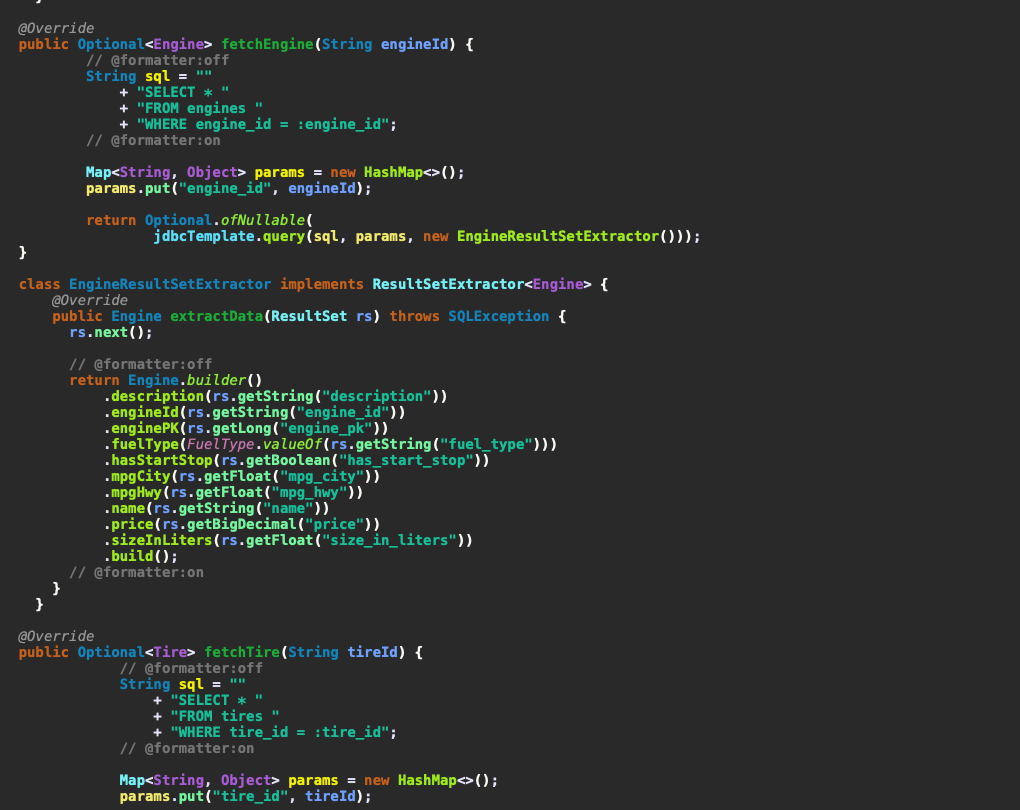 }
@Override
public Optional<Engine> fetchEngine(String engineId) {
// @formatter:off
String sql = ""
+ "SELECT * "
+ "FROM engines "
+ "WHERE engine_id = :engine_id";
// @formatter:on
Map<String, Object> params = new HashMap<>();
params.put("engine_id", engineId);
return Optional.ofNullable(
jdbcTemplate.query(sql, params, new EngineResultSetExtractor()));
}
class EngineResultSetExtractor implements ResultSetExtractor<Engine> {
@Override
public Engine extractData(ResultSet rs) throws SQLException {
rs.next();
// @formatter:off
return Engine.builder()
.description(rs.getString("description"))
.engineId(rs.getString("engine_id"))
.enginePK(rs.getLong("engine_pk"))
.fuelType(FuelType.valueOf(rs.getString("fuel_type")))
.hasStartStop(rs.getBoolean("has_start_stop"))
.mpgCity(rs.getFloat("mpg_city"))
.mpgHwy(rs.getFloat("mpg_hwy"))
.name(rs.getString("name"))
.price(rs.getBigDecimal("price"))
.sizeInLiters(rs.getFloat("size_in_liters"))
.build();
// @formatter:on
}
}
@Override
public Optional<Tire> fetchTire(String tireId) {
// @formatter:off
String sql = ""
+ "SELECT * "
+ "FROM tires "
+ "WHERE tire_id = :tire_id";
// @formatter:on
Map<String, Object> params = new HashMap<>();
params.put("tire_id", tireId);